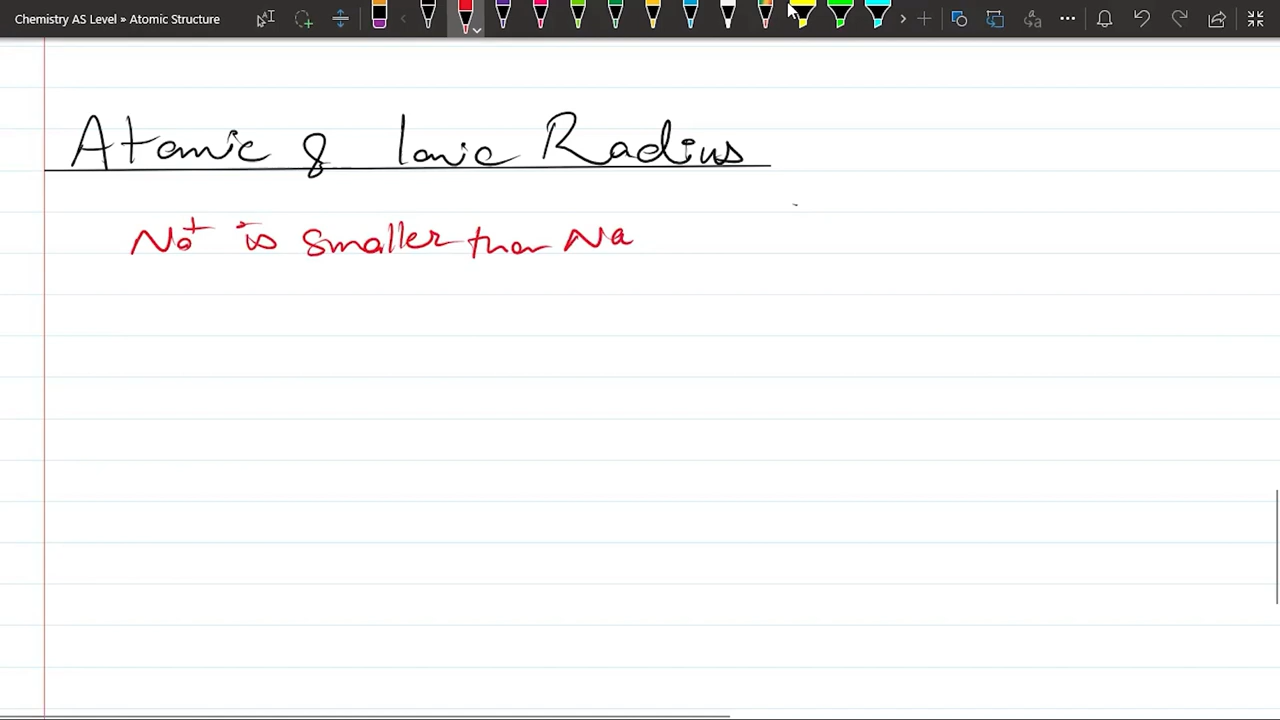 Chemistry AS Level » Atomic Structure
Atomic & Ionic Radius
Na⁺ is smaller than Na